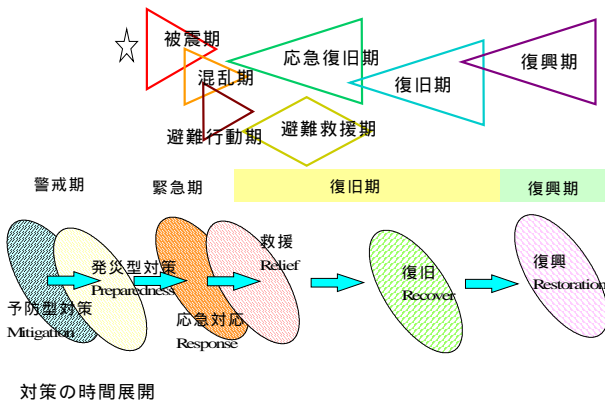 被震期
混乱期
応急復旧期
復旧期
復興期
避難行動期
避難救援期
警戒期
緊急期
復旧期
復興期
予防型対策
Mitigation
発災型対策
Preparedness
応急対応
Response
救援
Relief
復旧
Recover
復興
Restoration
対策の時間展開